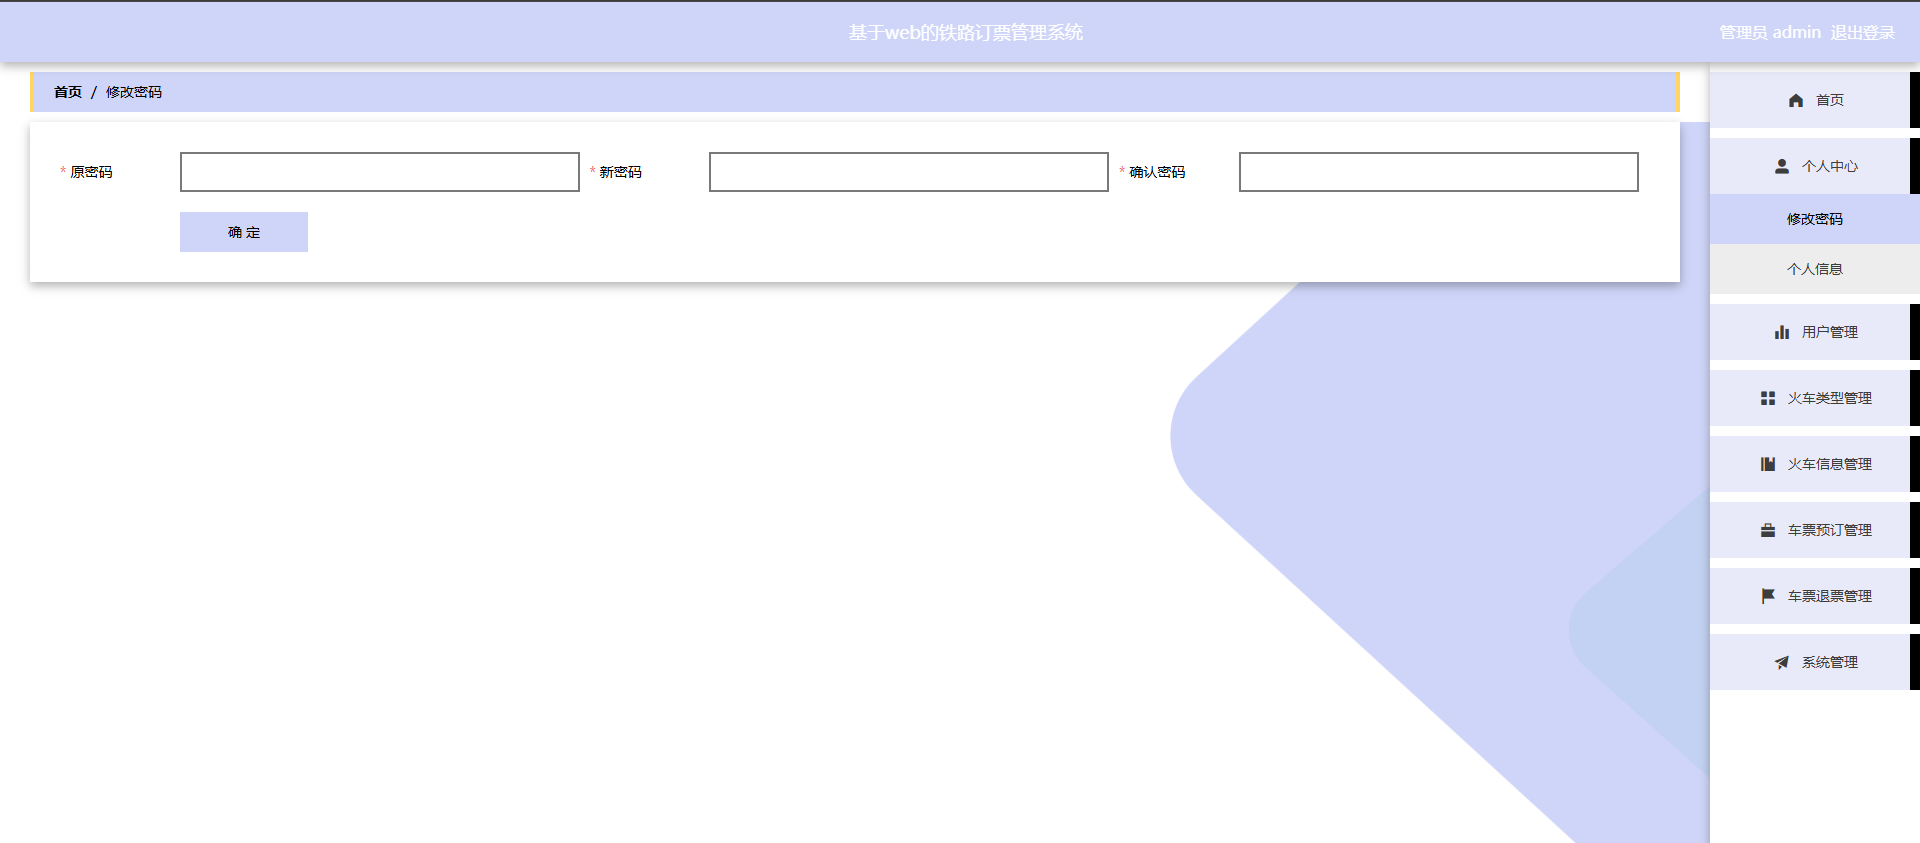 基于web的铁路订票管理系统
管理员 admin 退出登录
首页 / 修改密码
* 原密码
* 新密码
* 确认密码
确 定
首页
个人中心
修改密码
个人信息
用户管理
火车类型管理
火车信息管理
车票预订管理
车票退票管理
系统管理